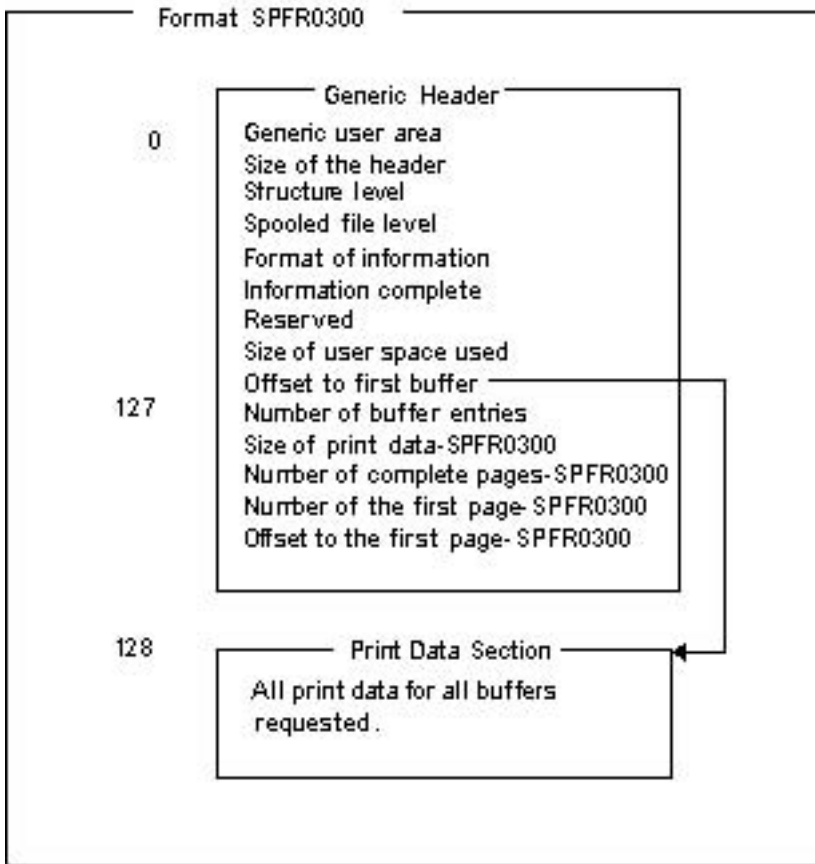 Format SPFR0300
Generic Header
0
Generic user area
Size of the header
Structure level
Spooled file level
Format of information
Information complete
Reserved
Size of user space used
Offset to first buffer
127
Number of buffer entries
Size of print data-SPFR0300
Number of complete pages-SPFR0300
Number of the first page-SPFR0300
Offset to the first page-SPFR0300
128
Print Data Section
All print data for all buffers
requested.